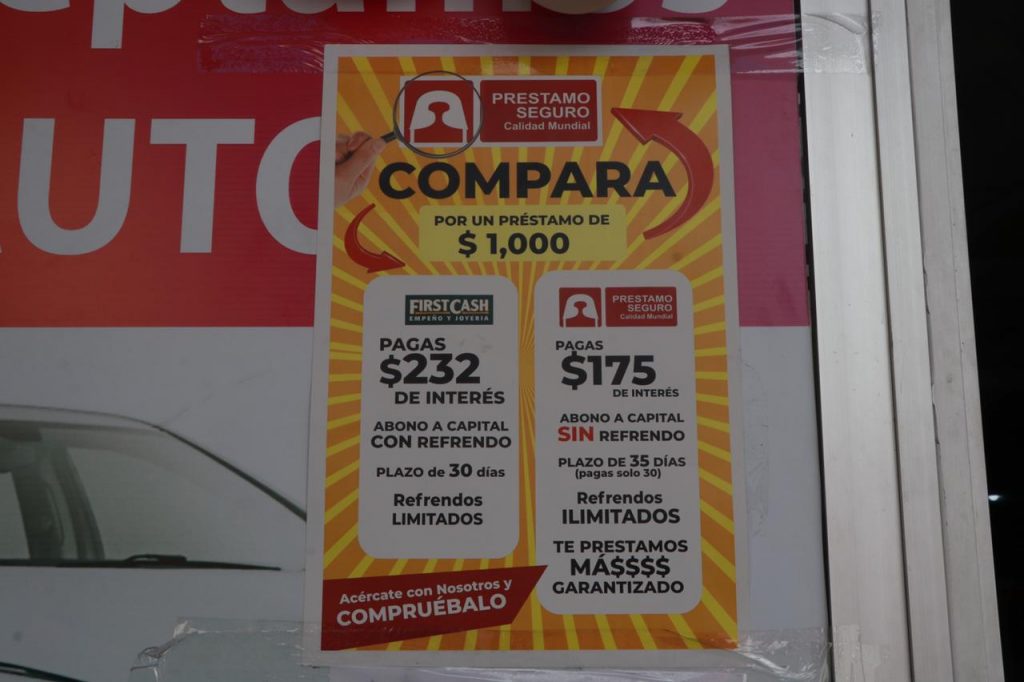 AUTO
PRESTAMO
SEGURO
Calidad Mundial
COMPARA
POR UN PRÉSTAMO DE
$ 1,000
FIRSTCASH
EMPEÑO Y JOYERIA
PAGAS
$232
DE INTERÉS
ABONO A CAPITAL
CON REFRENDO
PLAZO de 30 días
Refrendos
LIMITADOS
PRESTAMO
SEGURO
Calidad Mundial
PAGAS
$175
DE INTERÉS
ABONO A CAPITAL
SIN REFRENDO
PLAZO DE 35 DÍAS
(pagas solo 30)
Refrendos
ILIMITADOS
TE PRESTAMOS
MÁ$$$$
GARANTIZADO
Acércate con Nosotros y
COMPRUÉBALO